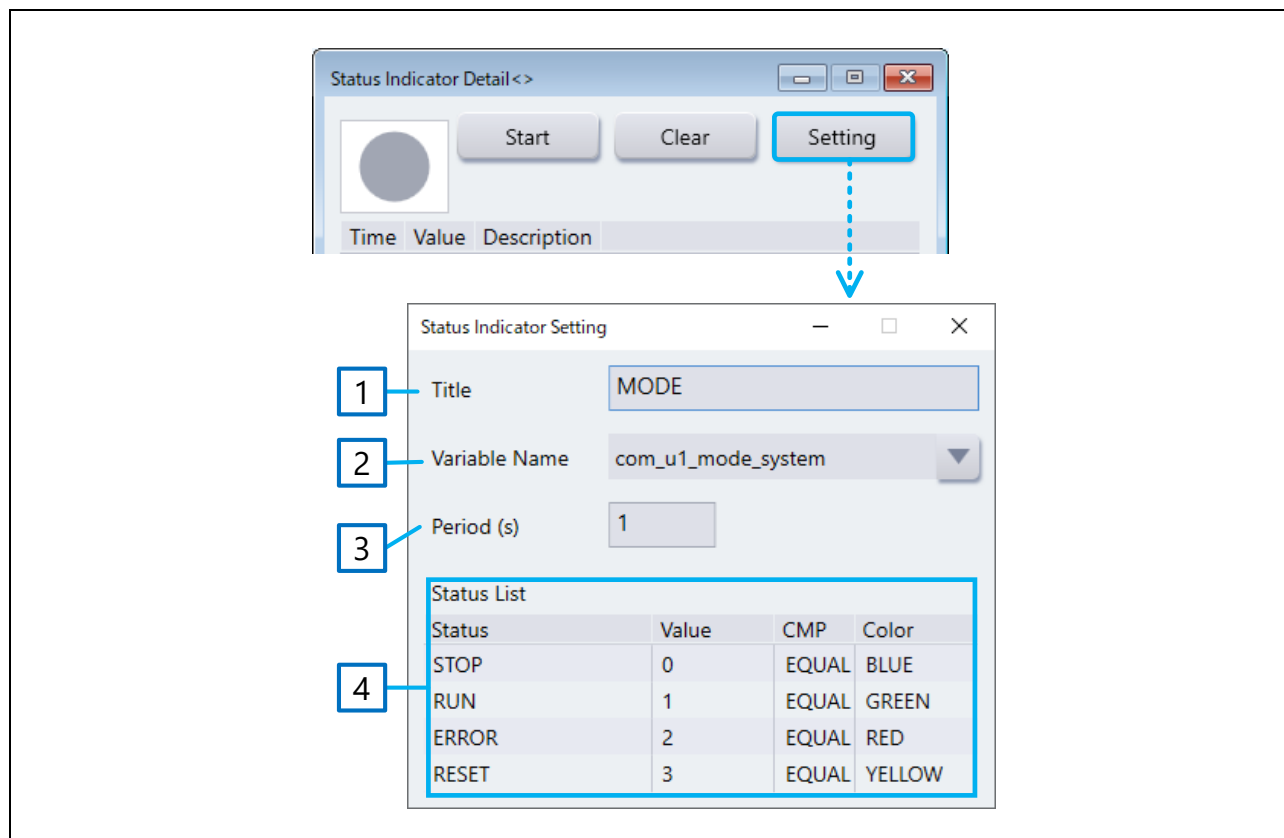 Status Indicator Detail<>
Start Clear Setting
Time Value Description
Status Indicator Setting
1 Title MODE
2 Variable Name com_u1_mode_system
3 Period (s) 1
Status List
Status Value CMP Color
STOP 0 EQUAL BLUE
4
RUN 1 EQUAL GREEN
ERROR 2 EQUAL RED
RESET 3 EQUAL YELLOW